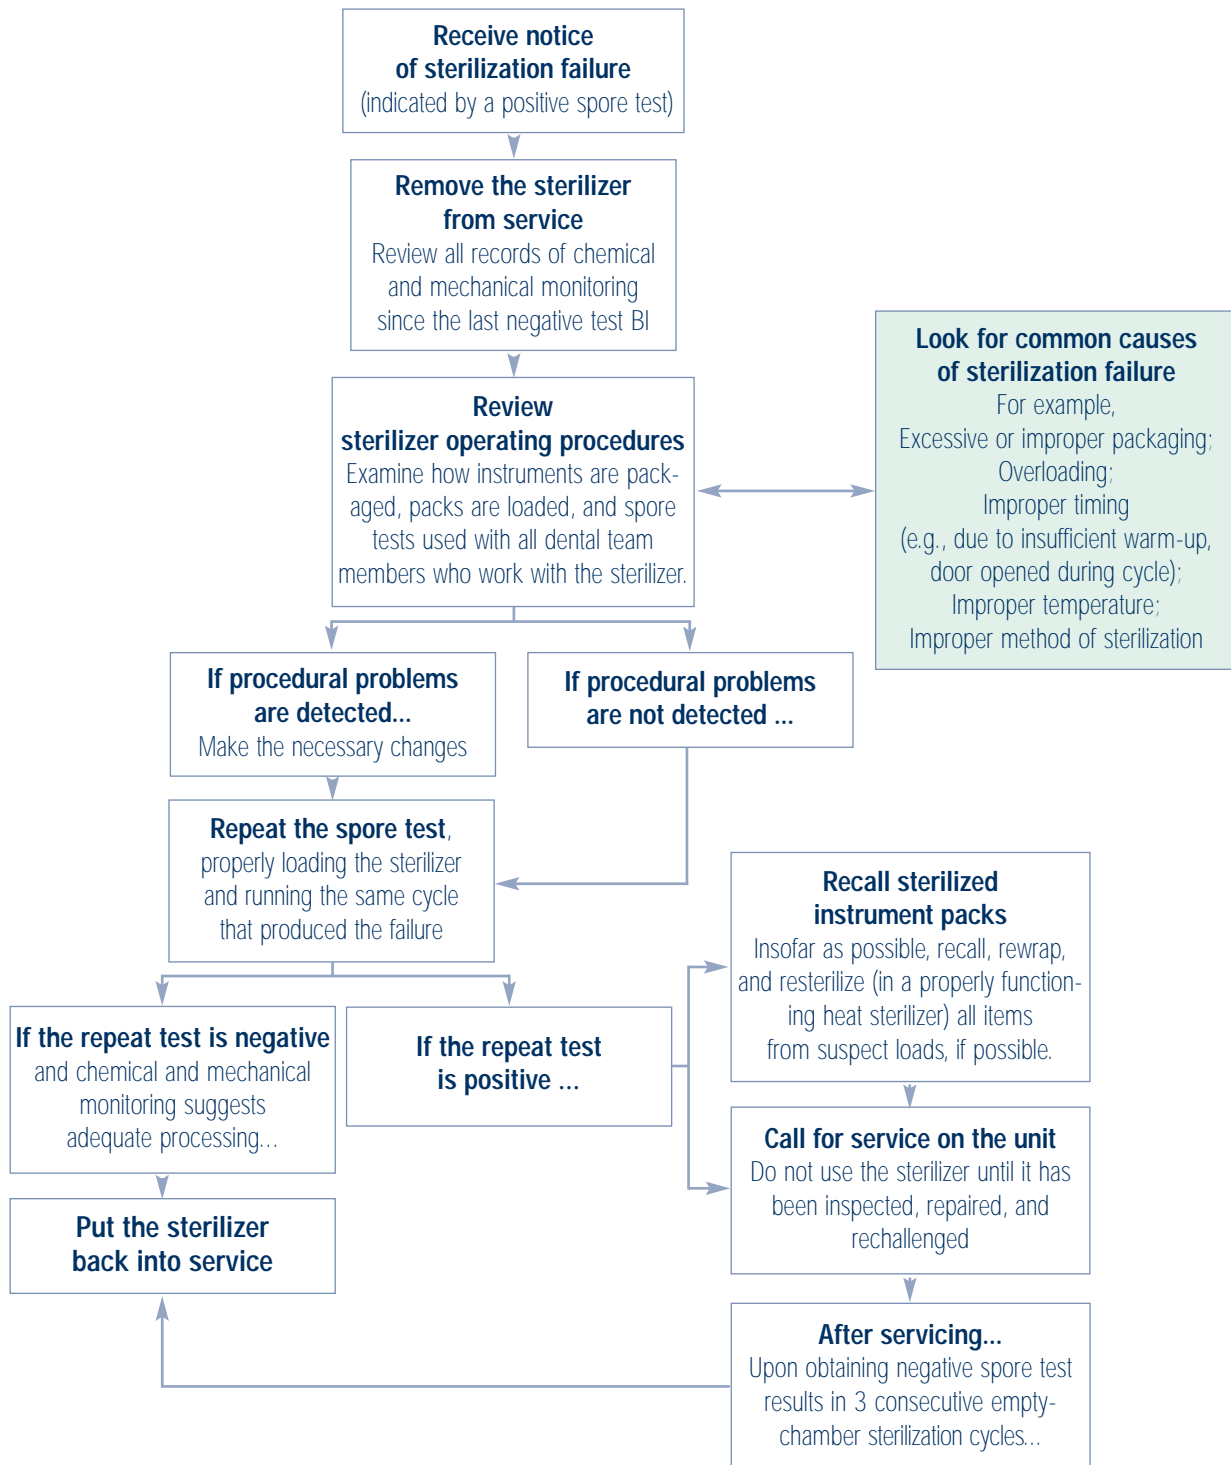 Receive notice
of sterilization failure
(indicated by a positive spore test)
Remove the sterilizer
from service
Review all records of chemical
and mechanical monitoring
since the last negative test BI
Review
sterilizer operating procedures
Examine how instruments are pack-
aged, packs are loaded, and spore
tests used with all dental team
members who work with the sterilizer.
Look for common causes
of sterilization failure
For example,
Excessive or improper packaging;
Overloading;
Improper timing
(e.g., due to insufficient warm-up,
door opened during cycle);
Improper temperature;
Improper method of sterilization
If procedural problems
are detected...
Make the necessary changes
If procedural problems
are not detected ...
Repeat the spore test,
properly loading the sterilizer
and running the same cycle
that produced the failure
If the repeat test is negative
and chemical and mechanical
monitoring suggests
adequate processing...
If the repeat test
is positive ...
Put the sterilizer
back into service
Recall sterilized
instrument packs
Insofar as possible, recall, rewrap,
and resterilize (in a properly function-
ing heat sterilizer) all items
from suspect loads, if possible.
Call for service on the unit
Do not use the sterilizer until it has
been inspected, repaired, and
rechallenged
After servicing...
Upon obtaining negative spore test
results in 3 consecutive empty-
chamber sterilization cycles...